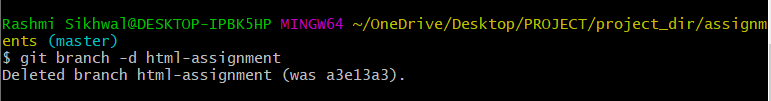 Rashmi Sikhwal@DESKTOP-IPBK5HP MINGW64 ~/OneDrive/Desktop/PROJECT/project_dir/assignm
ents (master)
$ git branch -d html-assignment
Deleted branch html-assignment (was a3e13a3).